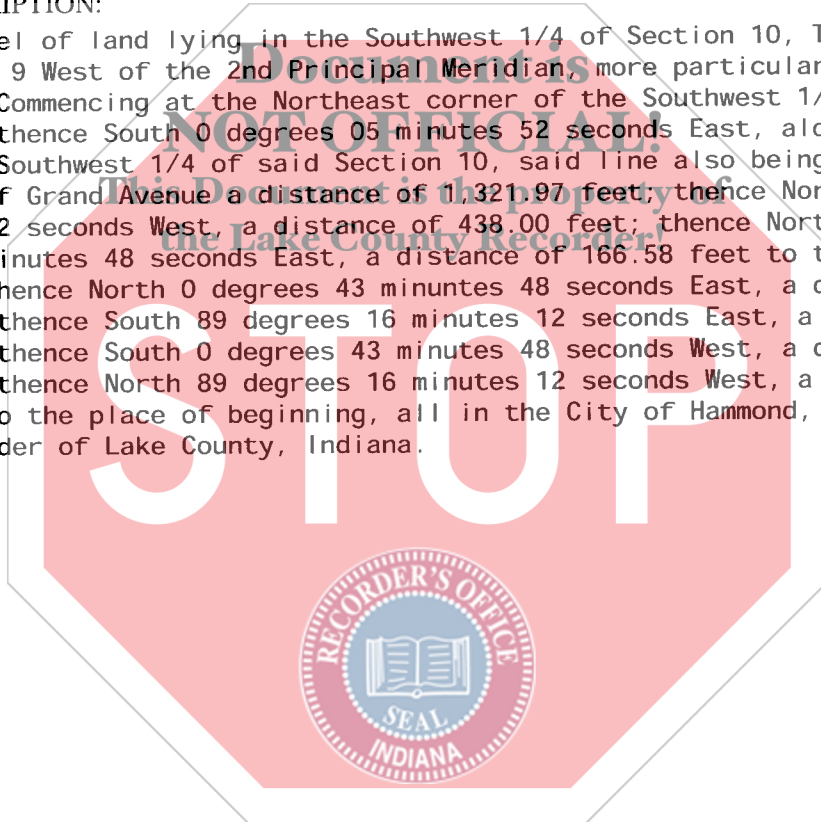 IPTION:
el of land lying in the Southwest 1/4 of Section 10, T
9 West of the 2nd Principal Meridian, more particular
Commencing at the Northeast corner of the Southwest 1/
thence South 0 degrees 05 minutes 52 seconds East, alo
Southwest 1/4 of said Section 10, said line also being
f Grand Avenue a distance of 1,321.97 feet; thence Nor
2 seconds West, a distance of 438.00 feet; thence Nort
inutes 48 seconds East, a distance of 166.58 feet to t
hence North 0 degrees 43 minuntes 48 seconds East, a d
thence South 89 degrees 16 minutes 12 seconds East, a
thence South 0 degrees 43 minutes 48 seconds West, a d
thence North 89 degrees 16 minutes 12 seconds West, a
o the place of beginning, all in the City of Hammond,
der of Lake County, Indiana.
Document is
NOT OFFICIAL!
This Document is the property of
the Lake County Recorder!
STOP
RECORDER'S OFFICE
SEAL
INDIANA